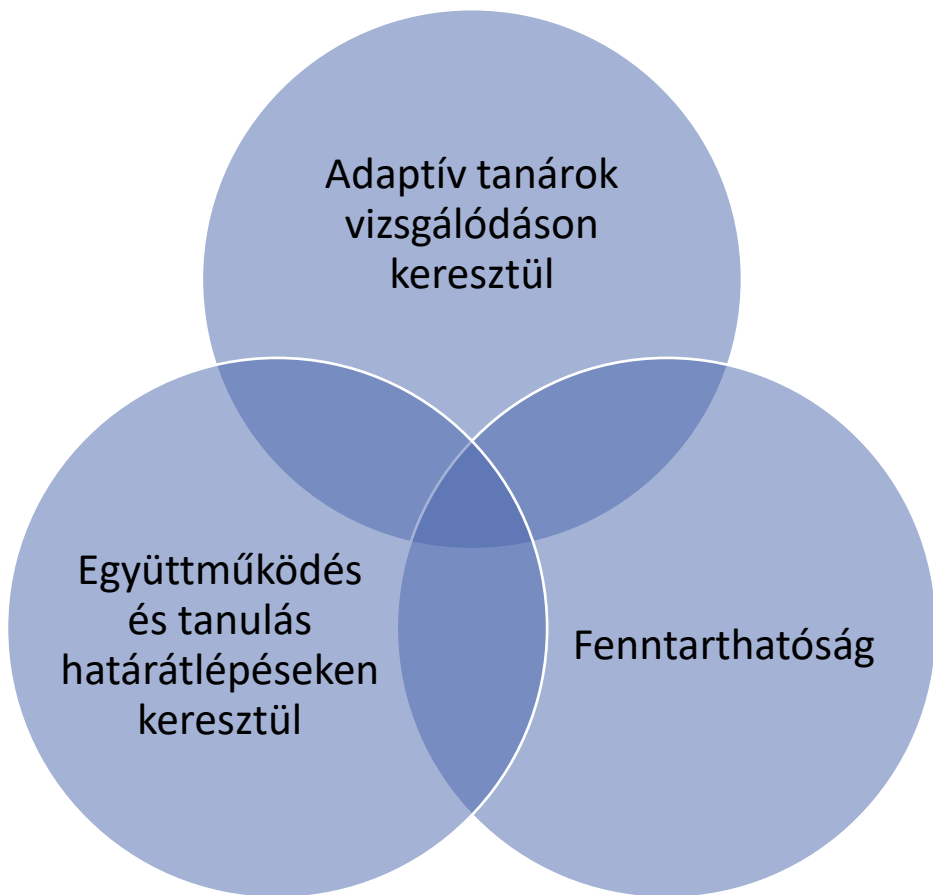 Adaptív tanárok
vizsgálódáson
keresztül
Együttműködés
és tanulás
határátlépéseken
keresztül
Fenntarthatóság